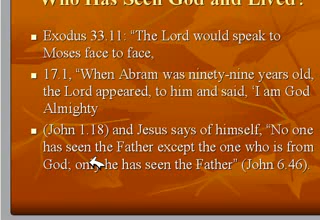 Who Has Seen God and Lived?
Exodus 33.11: “The Lord would speak to
Moses face to face,
17.1, “When Abram was ninety-nine years old,
the Lord appeared, to him and said, ‘I am God
Almighty
(John 1.18) and Jesus says of himself, “No one
has seen the Father except the one who is from
God; only he has seen the Father” (John 6.46).